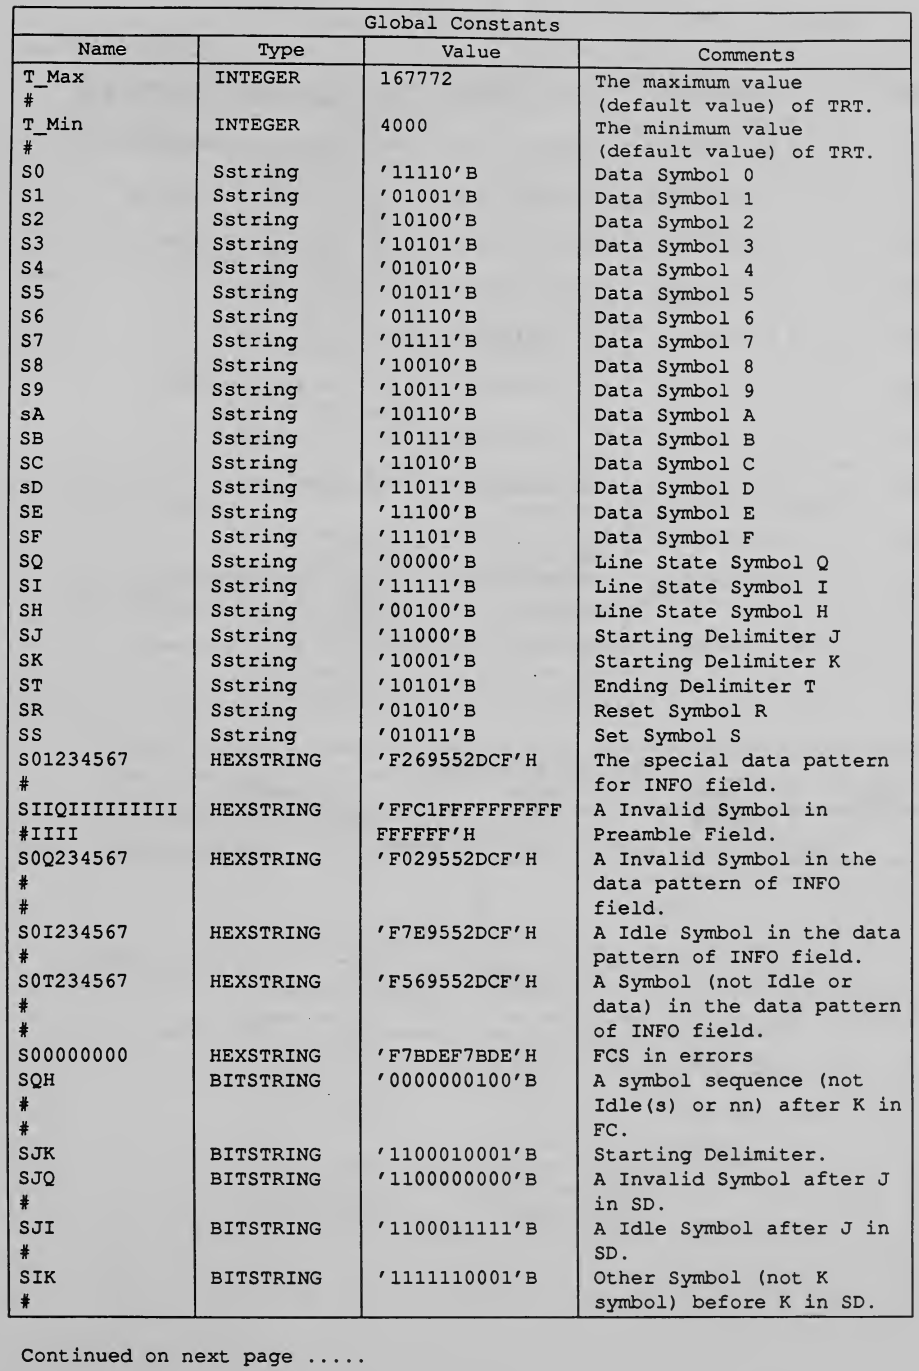 Global Constants
Name Type Value Comments
T_Max INTEGER 167772 The maximum value
# (default value) of TRT.
T_Min INTEGER 4000 The minimum value
# (default value) of TRT.
S0 Sstring '11110'B Data Symbol 0
S1 Sstring '01001'B Data Symbol 1
S2 Sstring '10100'B Data Symbol 2
S3 Sstring '10101'B Data Symbol 3
S4 Sstring '01010'B Data Symbol 4
S5 Sstring '01011'B Data Symbol 5
S6 Sstring '01110'B Data Symbol 6
S7 Sstring '01111'B Data Symbol 7
S8 Sstring '10010'B Data Symbol 8
S9 Sstring '10011'B Data Symbol 9
sA Sstring '10110'B Data Symbol A
SB Sstring '10111'B Data Symbol B
SC Sstring '11010'B Data Symbol C
sD Sstring '11011'B Data Symbol D
SE Sstring '11100'B Data Symbol E
SF Sstring '11101'B Data Symbol F
SQ Sstring '00000'B Line State Symbol Q
SI Sstring '11111'B Line State Symbol I
SH Sstring '00100'B Line State Symbol H
SJ Sstring '11000'B Starting Delimiter J
SK Sstring '10001'B Starting Delimiter K
ST Sstring '10101'B Ending Delimiter T
SR Sstring '01010'B Reset Symbol R
SS Sstring '01011'B Set Symbol S
S01234567 HEXSTRING 'F269552DCF'H The special data pattern
# for INFO field.
SIIQIIIIIIIII HEXSTRING 'FFC1FFFFFFFFFF A Invalid Symbol in
#IIII FFFFFF'H Preamble Field.
S0Q234567 HEXSTRING 'F029552DCF'H A Invalid Symbol in the
# data pattern of INFO
# field.
S0I234567 HEXSTRING 'F7E9552DCF'H A Idle Symbol in the data
# pattern of INFO field.
S0T234567 HEXSTRING 'F569552DCF'H A Symbol (not Idle or
# data) in the data pattern
# of INFO field.
S00000000 HEXSTRING 'F7BDEF7BDE'H FCS in errors
SQH BITSTRING '0000000100'B A symbol sequence (not
# Idle(s) or nn) after K in
# FC.
SJK BITSTRING '1100010001'B Starting Delimiter.
SJQ BITSTRING '1100000000'B A Invalid Symbol after J
# in SD.
SJI BITSTRING '1100011111'B A Idle Symbol after J in
# SD.
SIK BITSTRING '1111110001'B Other Symbol (not K
# symbol) before K in SD.
Continued on next page .....